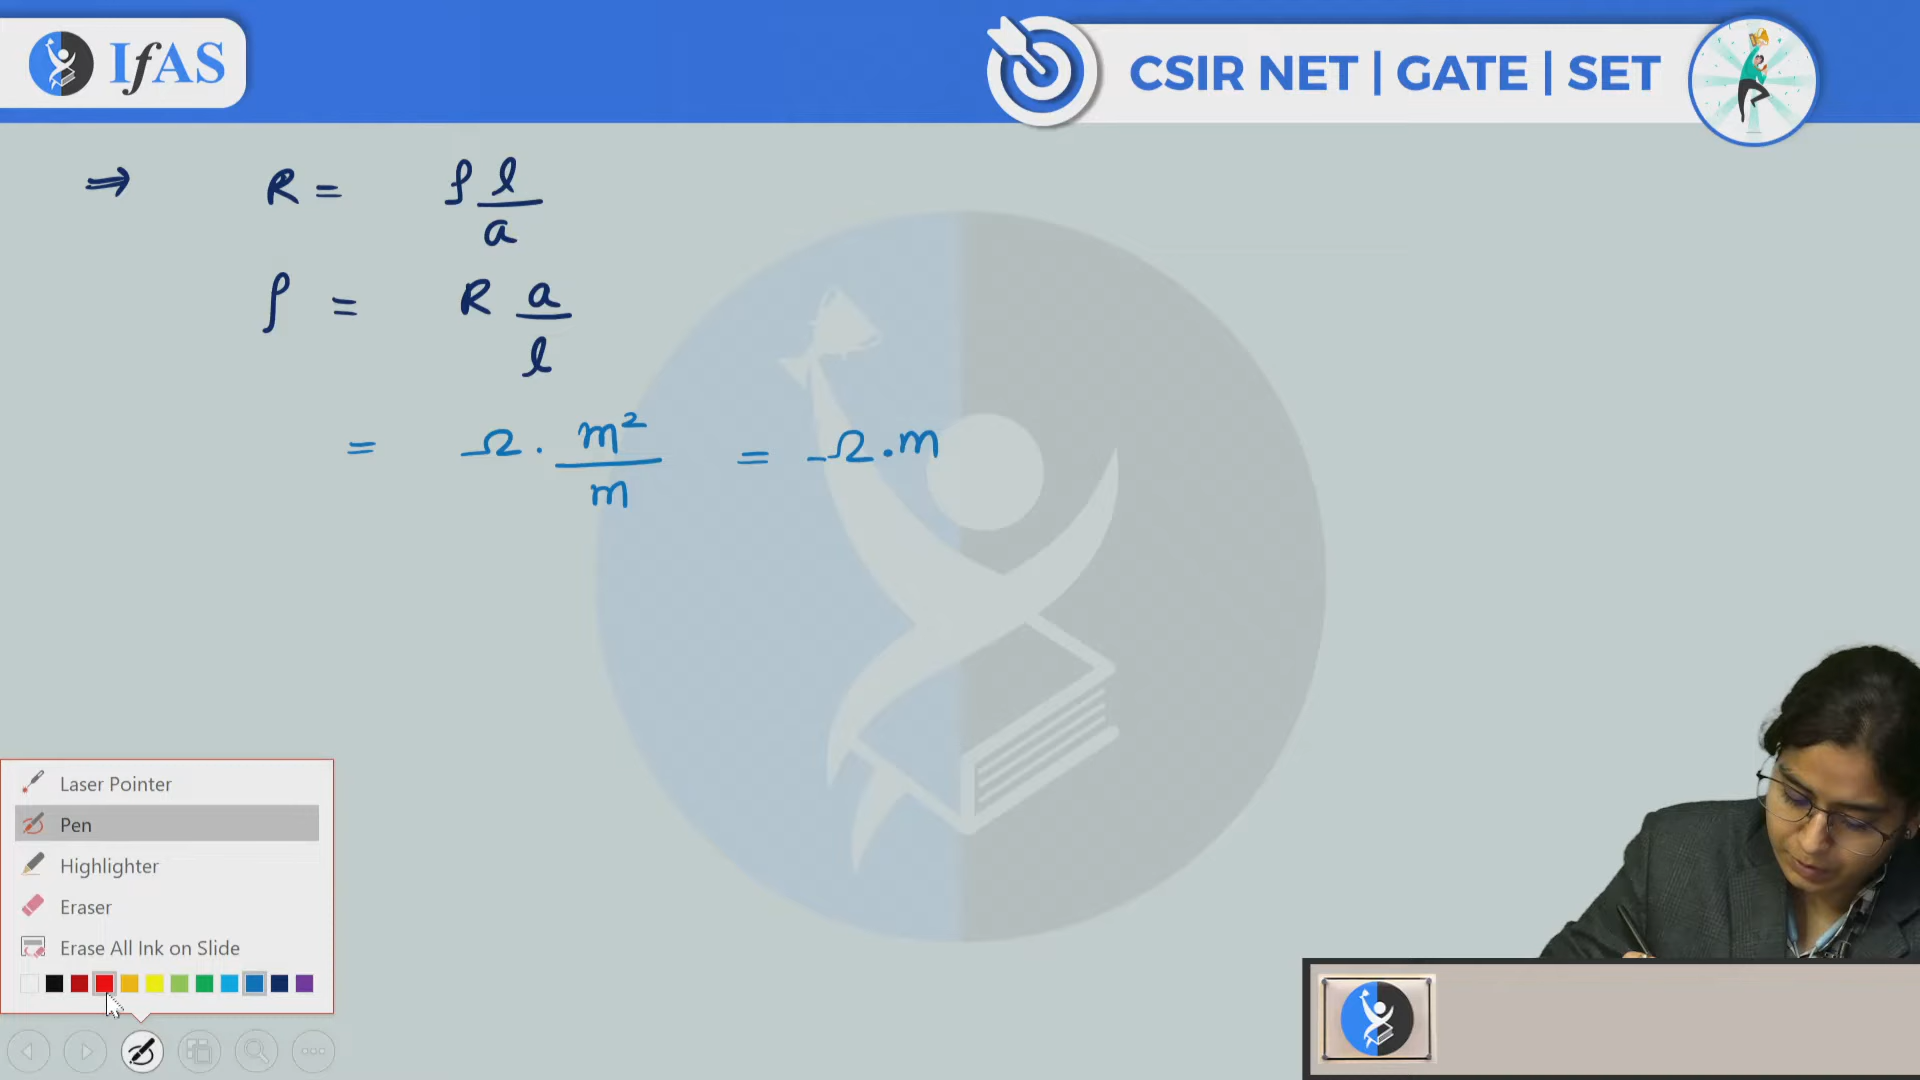 IfAS
CSIR NET | GATE | SET
⇒ R = ρ l/a
ρ = R a/l
= Ω · m²/m = Ω · m
Laser Pointer
Pen
Highlighter
Eraser
Erase All Ink on Slide